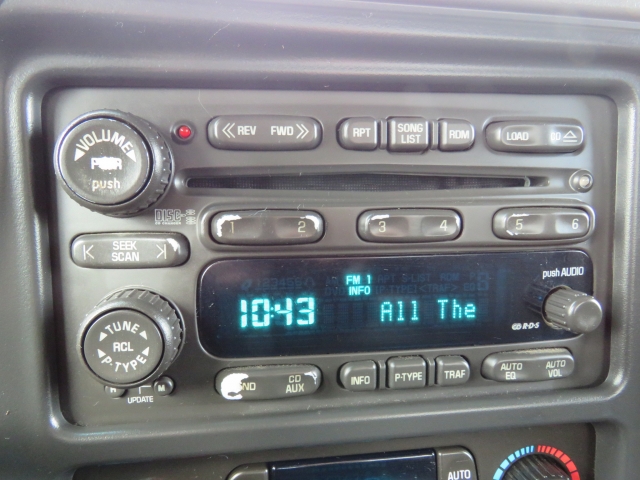 VOLUME
PWR
push
REV FWD
RPT
SONG
LIST
RDM
LOAD
CD
DISC
1 2
3 4
5 6
SEEK
SCAN
push AUDIO
FM 1
INFO
10:43 All The
R·D·S
TUNE
RCL
P-TYPE
H M
UPDATE
CD
AUX
INFO
P-TYPE
TRAF
AUTO
EQ
AUTO
VOL
AUTO